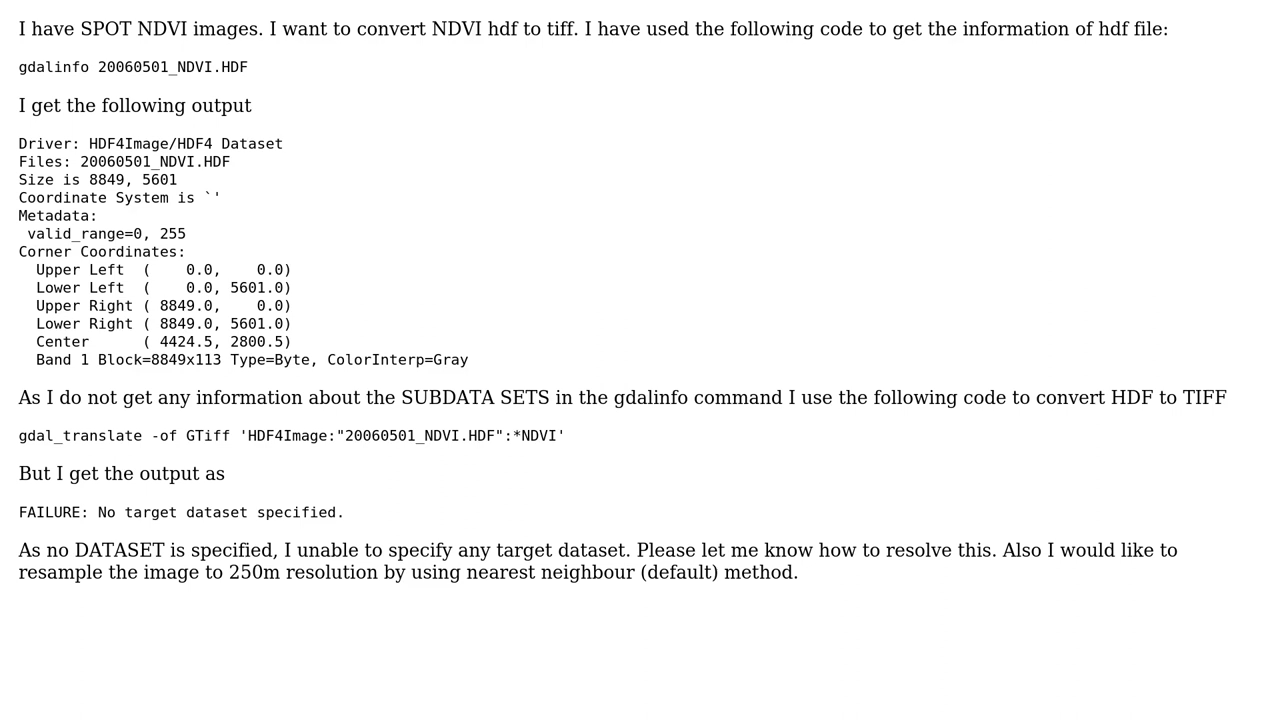 I have SPOT NDVI images. I want to convert NDVI hdf to tiff. I have used the following code to get the information of hdf file:
gdalinfo 20060501_NDVI.HDF
I get the following output
Driver: HDF4Image/HDF4 Dataset
Files: 20060501_NDVI.HDF
Size is 8849, 5601
Coordinate System is `'
Metadata:
 valid_range=0, 255
Corner Coordinates:
  Upper Left  (    0.0,    0.0)
  Lower Left  (    0.0, 5601.0)
  Upper Right ( 8849.0,    0.0)
  Lower Right ( 8849.0, 5601.0)
  Center      ( 4424.5, 2800.5)
  Band 1 Block=8849x113 Type=Byte, ColorInterp=Gray
As I do not get any information about the SUBDATA SETS in the gdalinfo command I use the following code to convert HDF to TIFF
gdal_translate -of GTiff 'HDF4Image:"20060501_NDVI.HDF":*NDVI'
But I get the output as
FAILURE: No target dataset specified.
As no DATASET is specified, I unable to specify any target dataset. Please let me know how to resolve this. Also I would like to
resample the image to 250m resolution by using nearest neighbour (default) method.